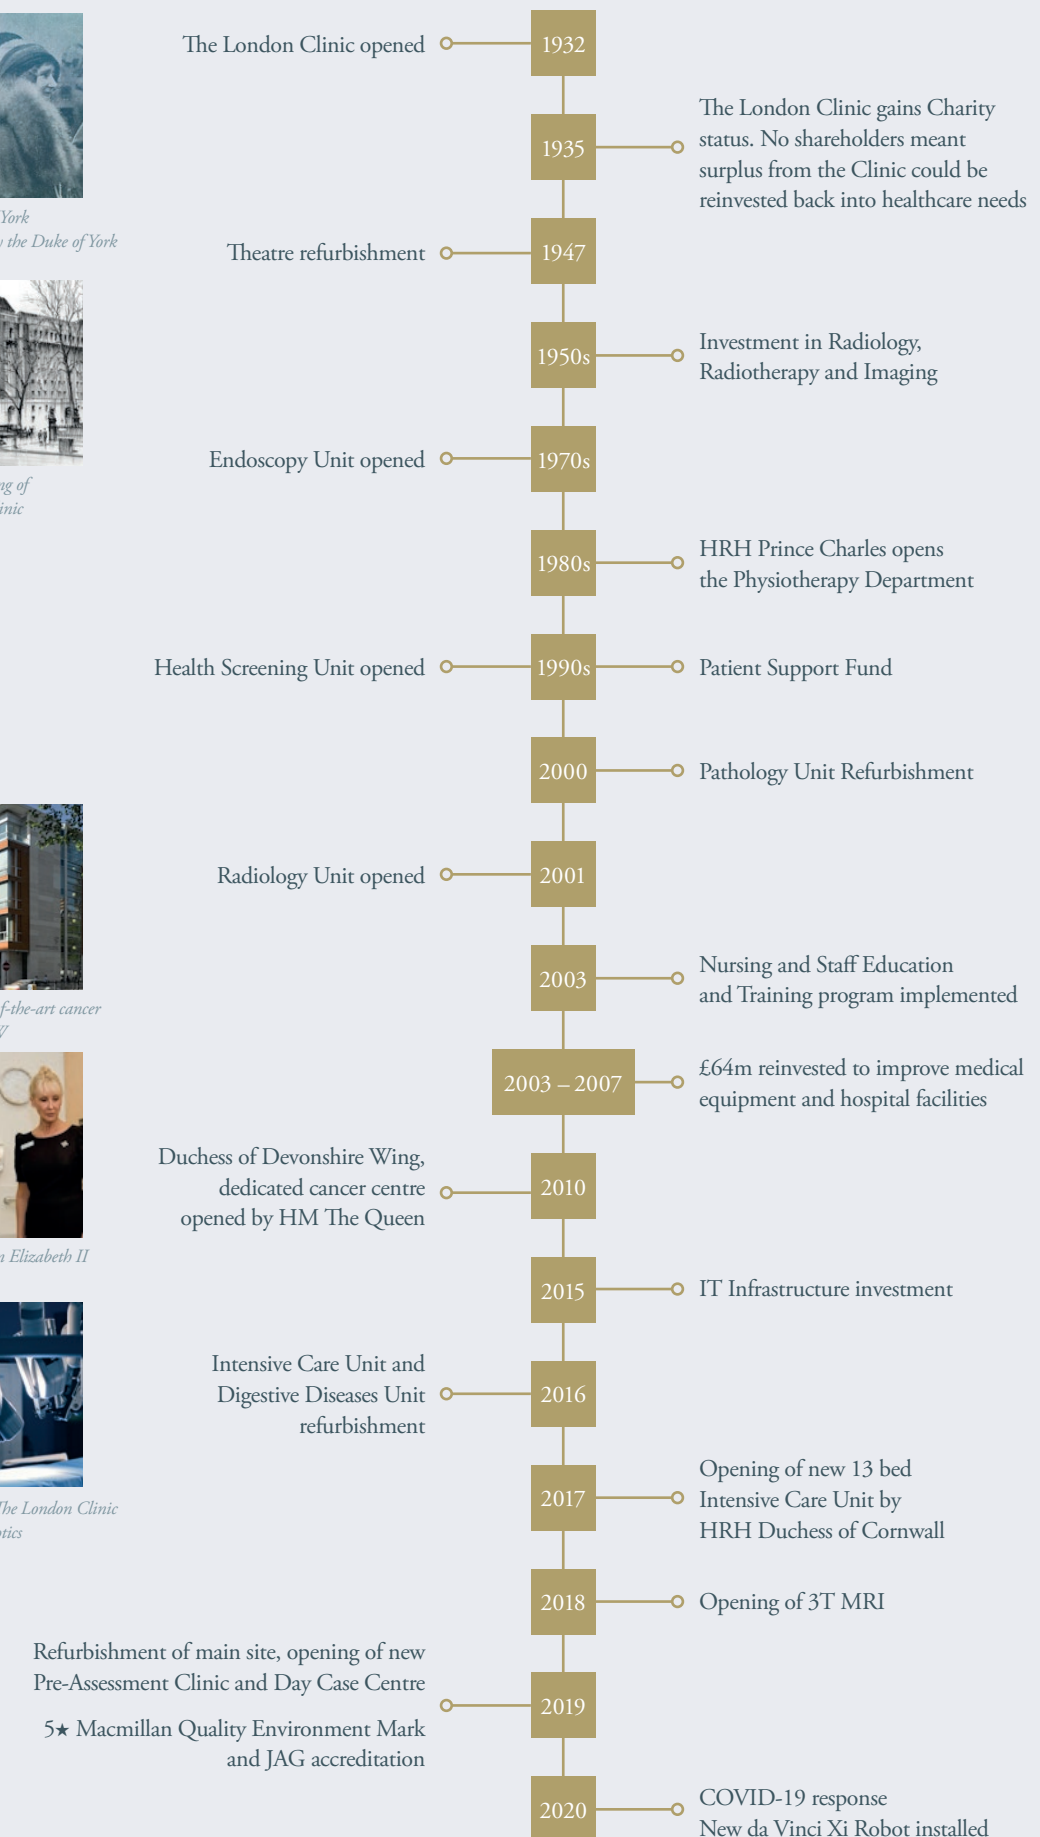 The London Clinic opened
1932
1935
The London Clinic gains Charity
status. No shareholders meant
surplus from the Clinic could be
reinvested back into healthcare needs
York
the Duke of York
Theatre refurbishment
1947
1950s
Investment in Radiology,
Radiotherapy and Imaging
Endoscopy Unit opened
1970s
of
1980s
HRH Prince Charles opens
the Physiotherapy Department
Health Screening Unit opened
1990s
Patient Support Fund
2000
Pathology Unit Refurbishment
Radiology Unit opened
2001
2003
Nursing and Staff Education
and Training program implemented
f-the-art cancer
2003 – 2007
£64m reinvested to improve medical
equipment and hospital facilities
Duchess of Devonshire Wing,
dedicated cancer centre
opened by HM The Queen
2010
Elizabeth II
2015
IT Infrastructure investment
Intensive Care Unit and
Digestive Diseases Unit
refurbishment
2016
2017
Opening of new 13 bed
Intensive Care Unit by
HRH Duchess of Cornwall
The London Clinic
2018
Opening of 3T MRI
Refurbishment of main site, opening of new
Pre-Assessment Clinic and Day Case Centre
5★ Macmillan Quality Environment Mark
and JAG accreditation
2019
2020
COVID-19 response
New da Vinci Xi Robot installed